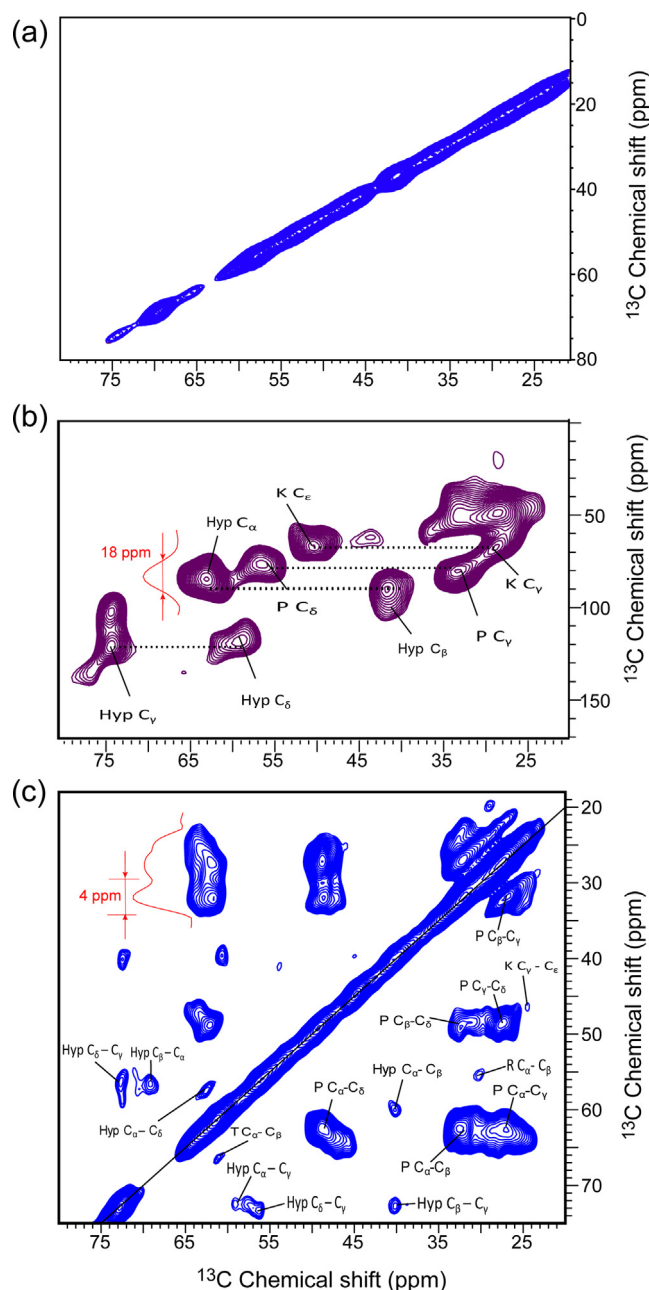 (a)
0
20
40
60
80
¹³C Chemical shift (ppm)
75 65 55 45 35 25
(b)
K Cε
Hyp Cα
18 ppm
50
K Cγ
P Cδ
P Cγ
100
Hyp Cβ
Hyp Cγ
Hyp Cδ
150
¹³C Chemical shift (ppm)
75 65 55 45 35 25
(c)
20
4 ppm
30
P Cβ-Cγ
40
K Cγ – Cε
P Cγ-Cδ
P Cβ-Cδ
50
Hyp Cδ – Cγ
Hyp Cβ – Cα
R Cα- Cβ
P Cα-Cδ
Hyp Cα- Cβ
P Cα-Cγ
60
Hyp Cα – Cδ
T Cα – Cβ
P Cα-Cβ
Hyp Cα – Cγ
Hyp Cδ – Cγ
Hyp Cβ – Cγ
70
¹³C Chemical shift (ppm)
75 65 55 45 35 25
¹³C Chemical shift (ppm)